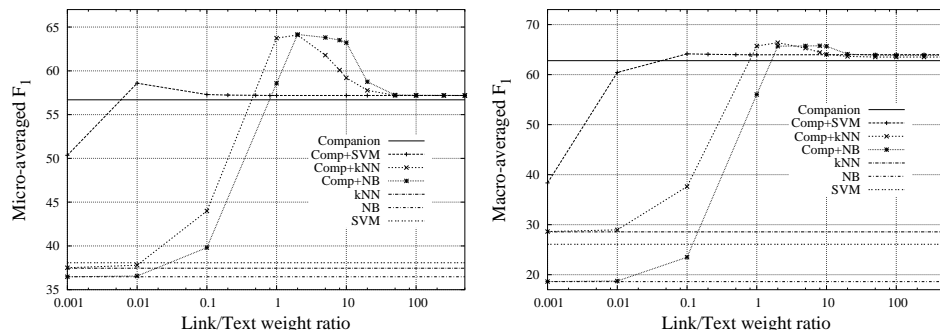 65
60
55
50
45
40
35
0.001
0.01
0.1
1
10
100
Micro-averaged F1
Link/Text weight ratio
Companion
Comp+SVM
Comp+kNN
Comp+NB
kNN
NB
SVM
70
60
50
40
30
20
0.001
0.01
0.1
1
10
100
Macro-averaged F1
Link/Text weight ratio
Companion
Comp+SVM
Comp+kNN
Comp+NB
kNN
NB
SVM